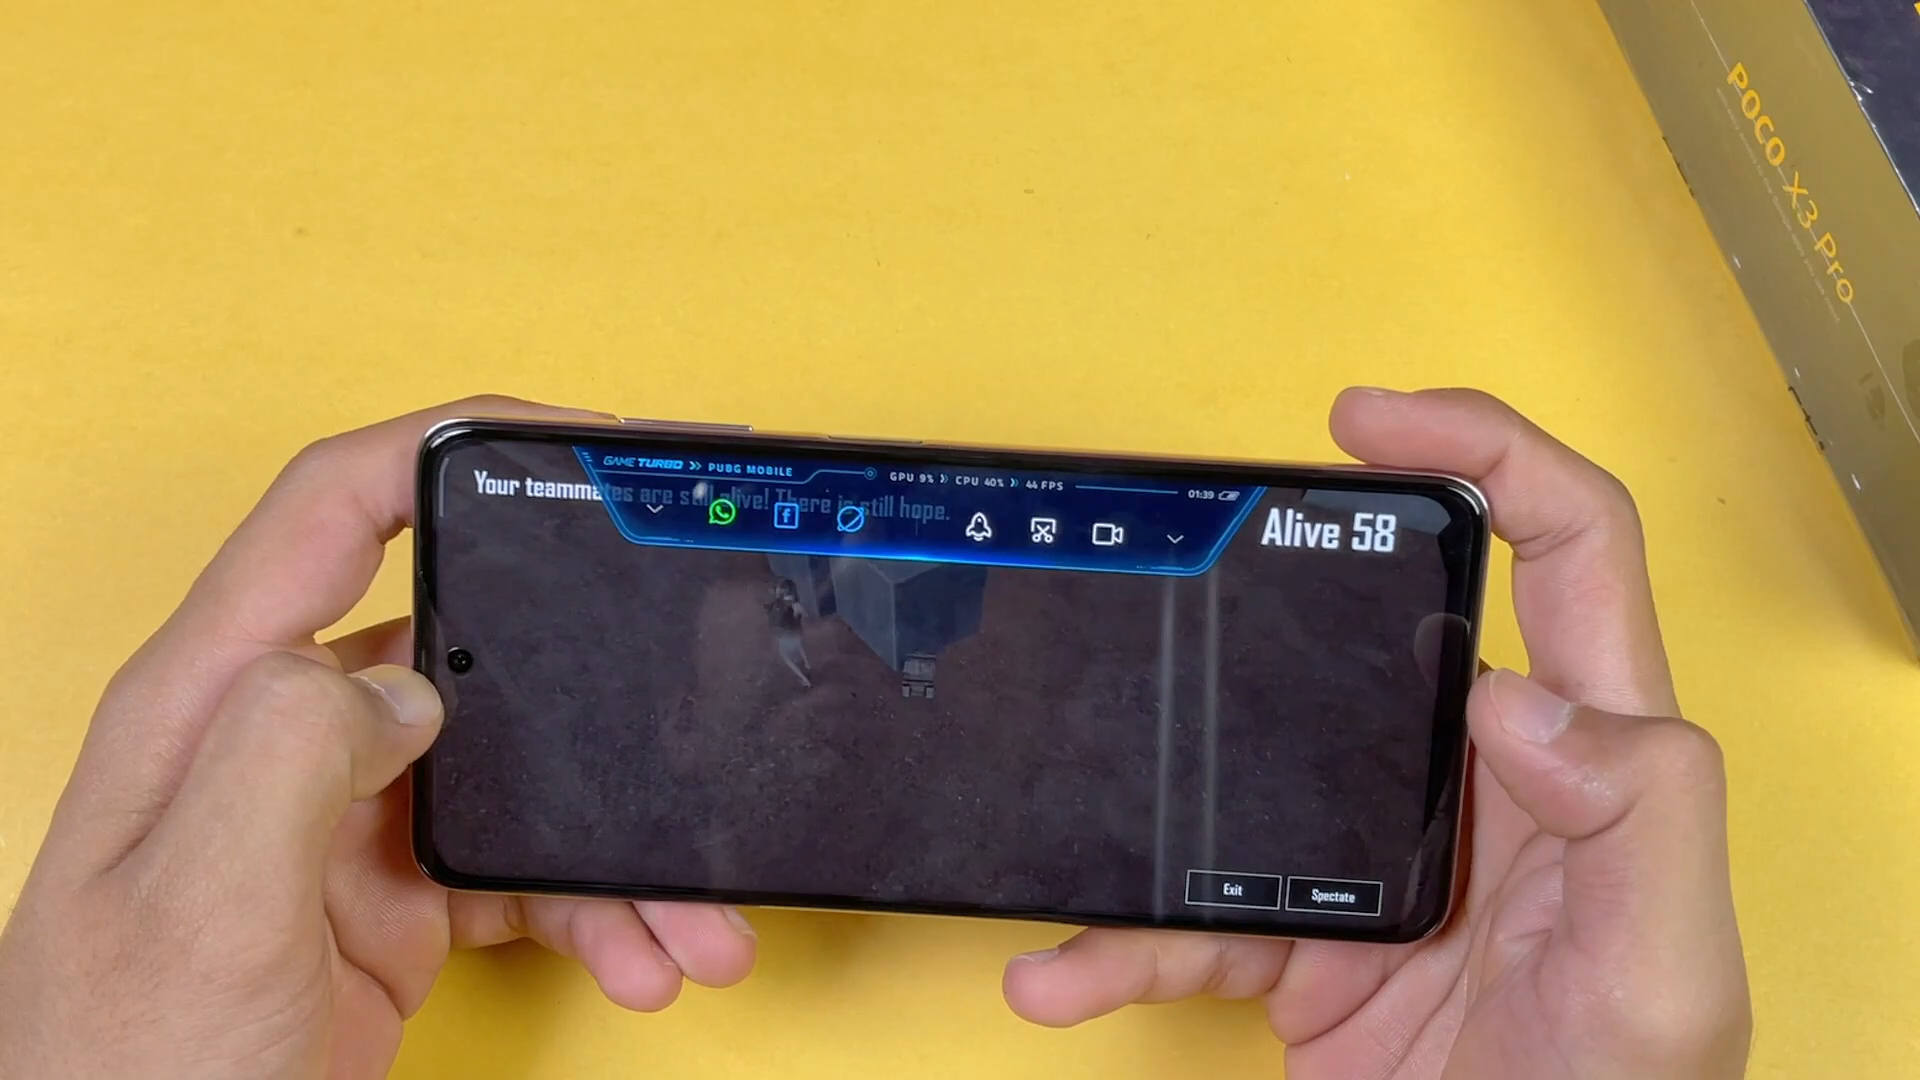 POCO X3 Pro
GAME TURBO PUBG MOBILE
GPU 9% CPU 40% 44 FPS
01:39
Your teammates are still alive! There is still hope.
Alive 58
Exit
Spectate